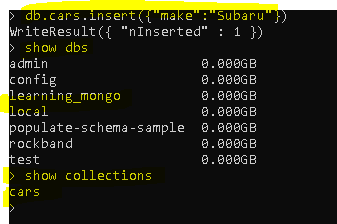 > db.cars.insert({"make":"Subaru"})
WriteResult({ "nInserted" : 1 })
> show dbs
admin 0.000GB
config 0.000GB
learning_mongo 0.000GB
local 0.000GB
populate-schema-sample 0.000GB
rockband 0.000GB
test 0.000GB
> show collections
cars
>